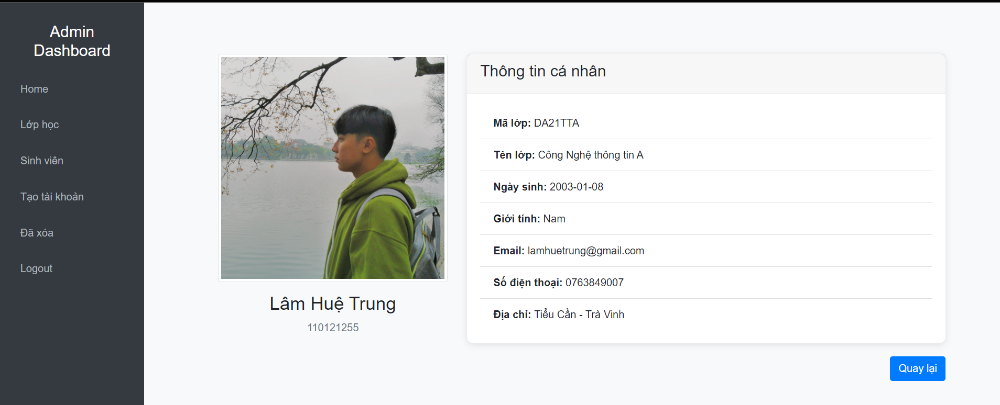 Admin
Dashboard
Home
Lớp học
Sinh viên
Tạo tài khoản
Đã xóa
Logout
Lâm Huệ Trung
110121255
Thông tin cá nhân
Mã lớp: DA21TTA
Tên lớp: Công Nghệ thông tin A
Ngày sinh: 2003-01-08
Giới tính: Nam
Email: lamhuetrung@gmail.com
Số điện thoại: 0763849007
Địa chỉ: Tiểu Cần - Trà Vinh
Quay lại